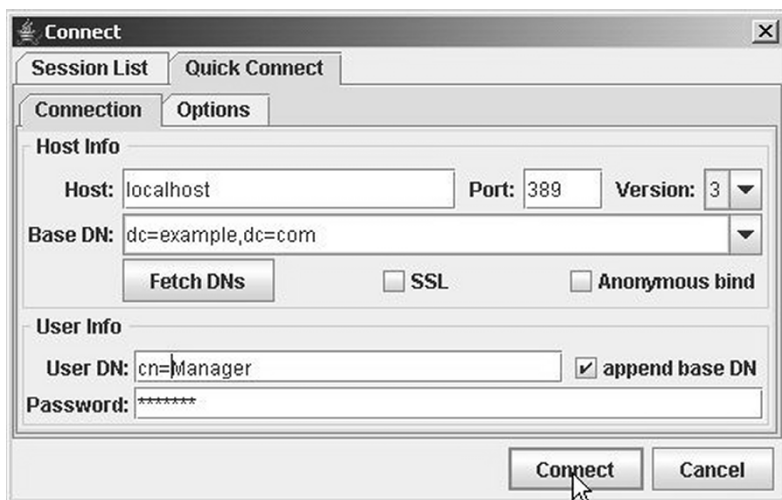 Connect
Session List Quick Connect
Connection Options
Host Info
Host: localhost Port: 389 Version: 3
Base DN: dc=example,dc=com
Fetch DNs SSL Anonymous bind
User Info
User DN: cn=Manager append base DN
Password: *******
Connect Cancel